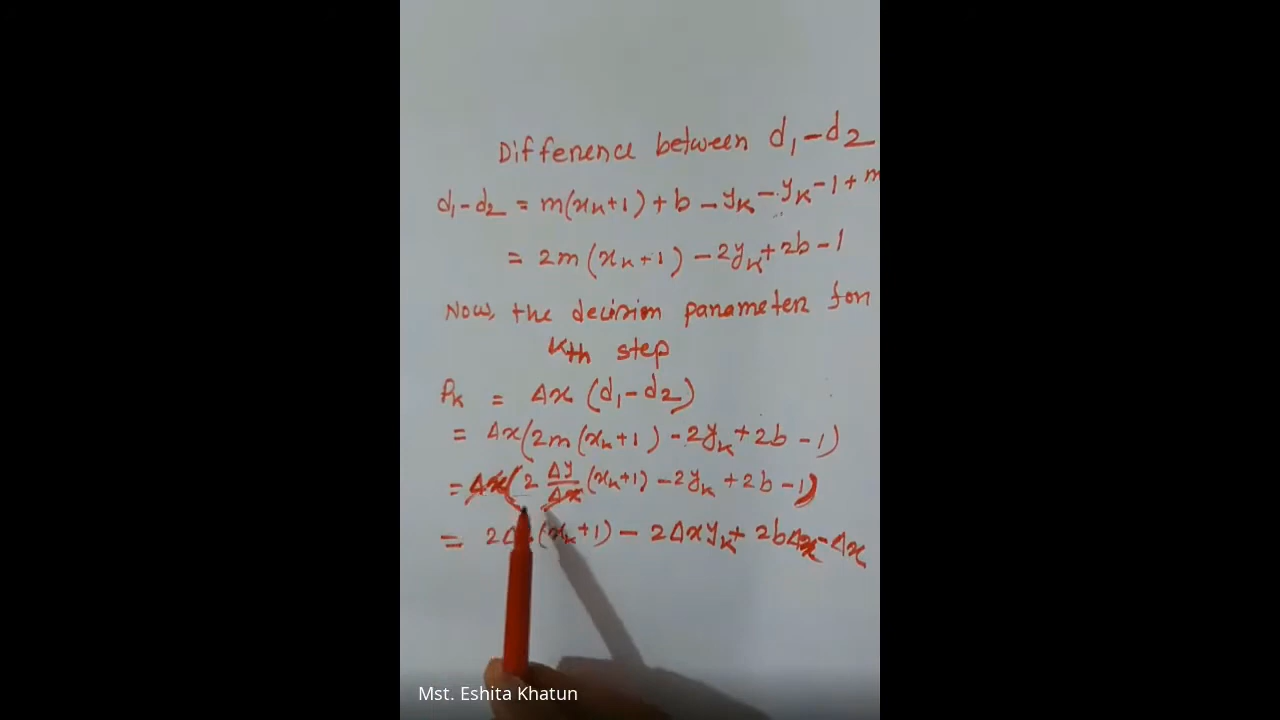 Difference between d₁-d₂
d₁-d₂ = m(xₖ+1) + b - yₖ - yₖ - 1 + m
= 2m(xₖ+1) - 2yₖ + 2b - 1
Now, the decision parameter for
Kth step
Pₖ = Δx (d₁-d₂)
= Δx(2m(xₖ+1) - 2yₖ + 2b - 1)
= Δx(2 Δy/Δx (xₖ+1) - 2yₖ + 2b - 1)
= 2Δ (xₖ+1) - 2Δxyₖ + 2bΔx - Δx
Mst. Eshita Khatun